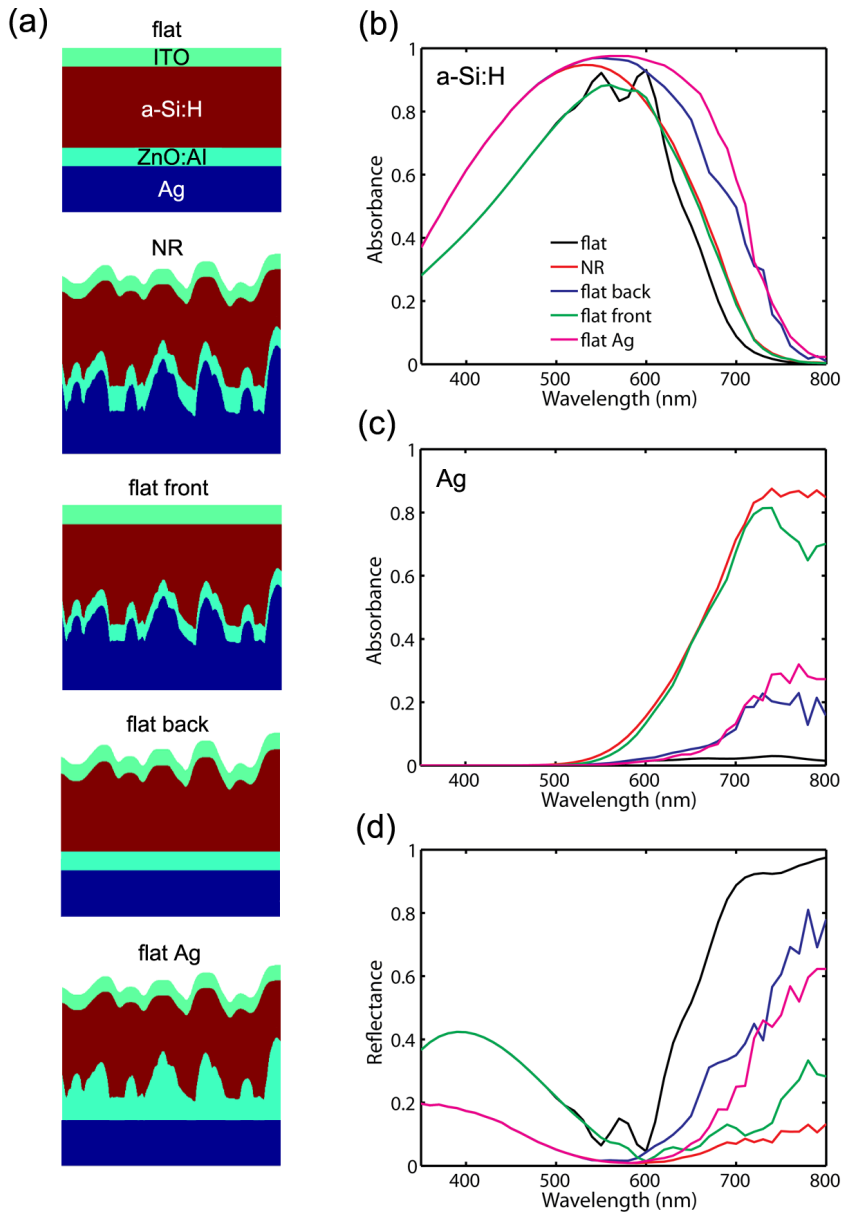 (a)
flat
ITO
a-Si:H
ZnO:Al
Ag
NR
flat front
flat back
flat Ag
(b)
1
0.8
0.6
0.4
0.2
0
Absorbance
a-Si:H
flat
NR
flat back
flat front
flat Ag
400 500 600 700 800
Wavelength (nm)
(c)
1
0.8
0.6
0.4
0.2
0
Absorbance
Ag
400 500 600 700 800
Wavelength (nm)
(d)
1
0.8
0.6
0.4
0.2
0
Reflectance
400 500 600 700 800
Wavelength (nm)